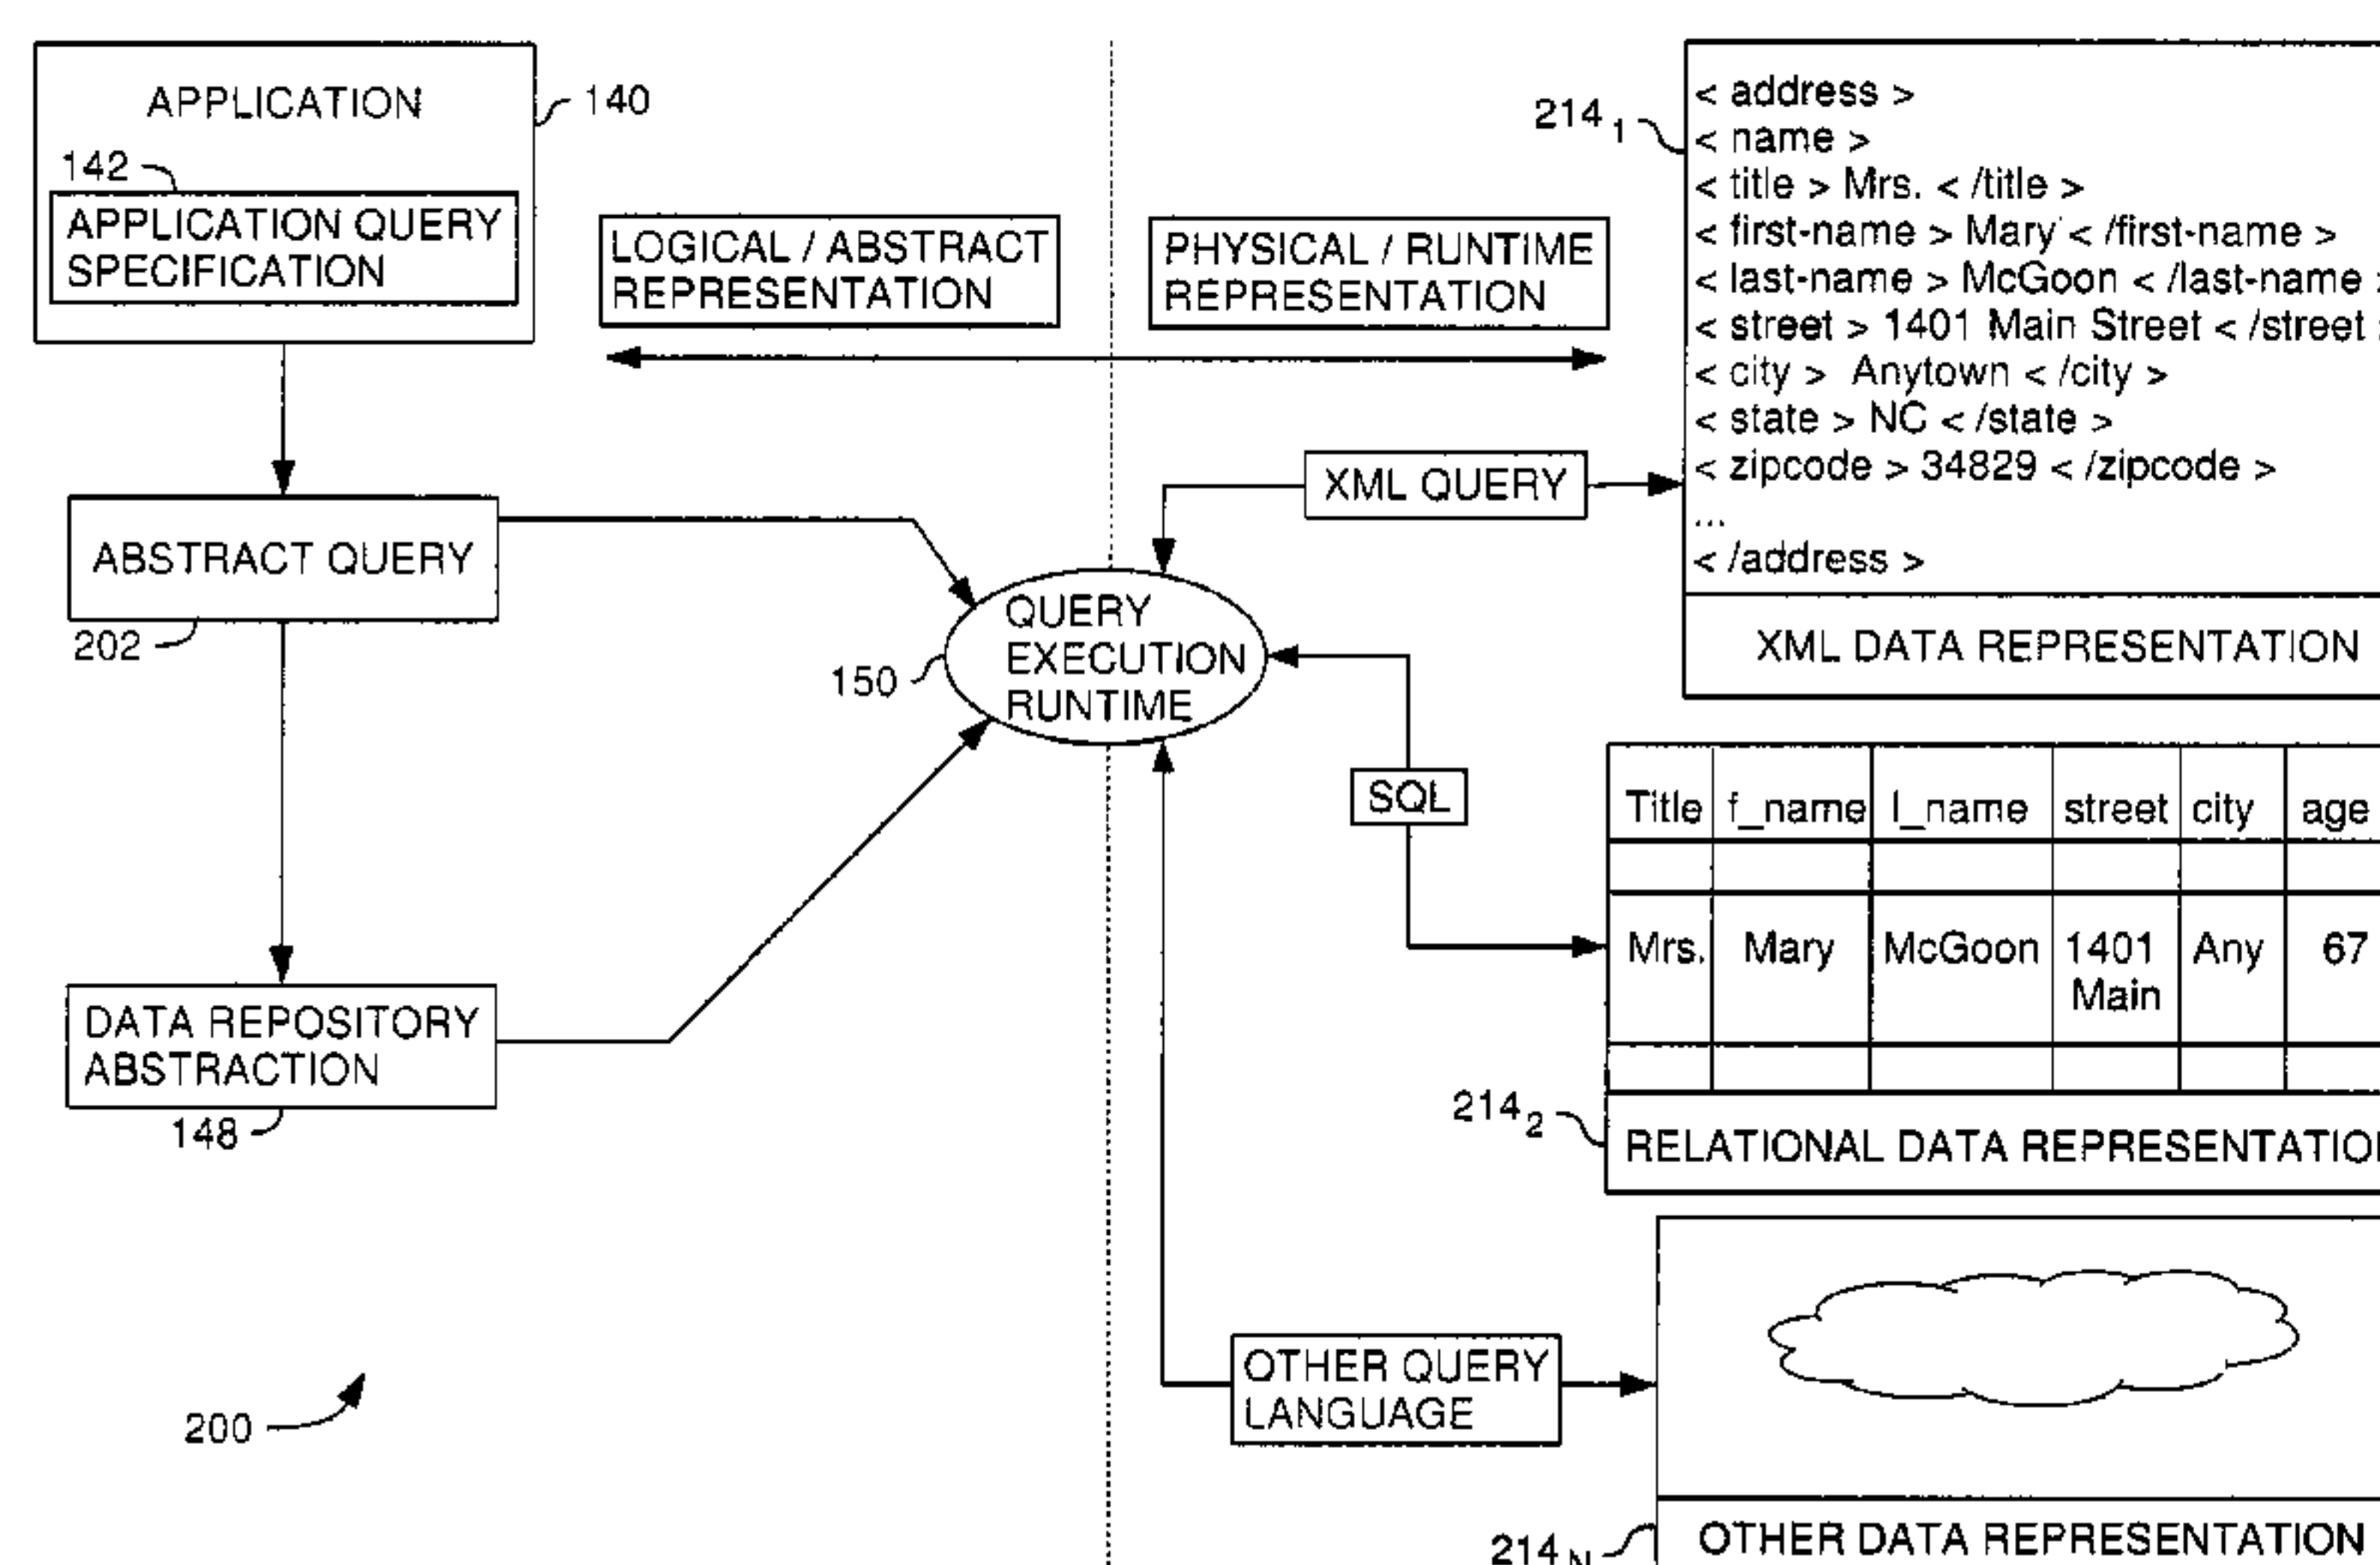 APPLICATION
140
142
APPLICATION QUERY
SPECIFICATION
LOGICAL / ABSTRACT
REPRESENTATION
PHYSICAL / RUNTIME
REPRESENTATION
214 1
< address >
< name >
< title > Mrs. < /title >
< first-name > Mary < /first-name >
< last-name > McGoon < /last-name >
< street > 1401 Main Street < /street >
< city > Anytown < /city >
< state > NC < /state >
< zipcode > 34829 < /zipcode >
...
< /address >
XML DATA REPRESENTATION
XML QUERY
ABSTRACT QUERY
202
QUERY
EXECUTION
RUNTIME
150
SQL
Title f_name l_name street city age
Mrs. Mary McGoon 1401 Any 67
Main
214 2
RELATIONAL DATA REPRESENTATION
DATA REPOSITORY
ABSTRACTION
148
OTHER QUERY
LANGUAGE
200
214 N
OTHER DATA REPRESENTATION